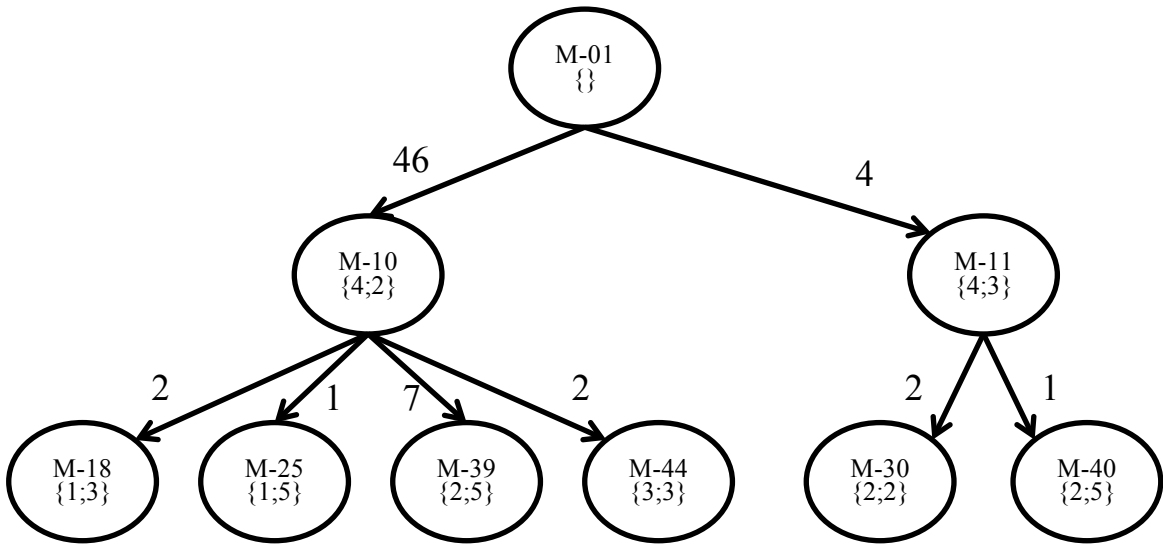 M-01
{}
46
4
M-10
{4;2}
M-11
{4;3}
2
1
7
2
2
1
M-18
{1;3}
M-25
{1;5}
M-39
{2;5}
M-44
{3;3}
M-30
{2;2}
M-40
{2;5}